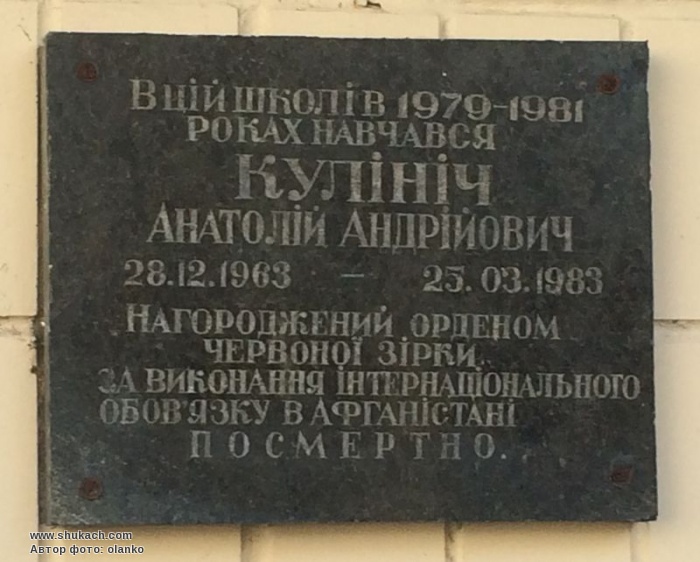 В ЦІЙ ШКОЛІ В 1979-1981
РОКАХ НАВЧАВСЯ
КУЛІНІЧ
АНАТОЛІЙ АНДРІЙОВИЧ
28.12.1963 — 25.03.1983
НАГОРОДЖЕНИЙ ОРДЕНОМ
ЧЕРВОНОЇ ЗІРКИ
ЗА ВИКОНАННЯ ІНТЕРНАЦІОНАЛЬНОГО
ОБОВ'ЯЗКУ В АФГАНІСТАНІ
ПОСМЕРТНО.
www.shukach.com
Автор фото: olanko